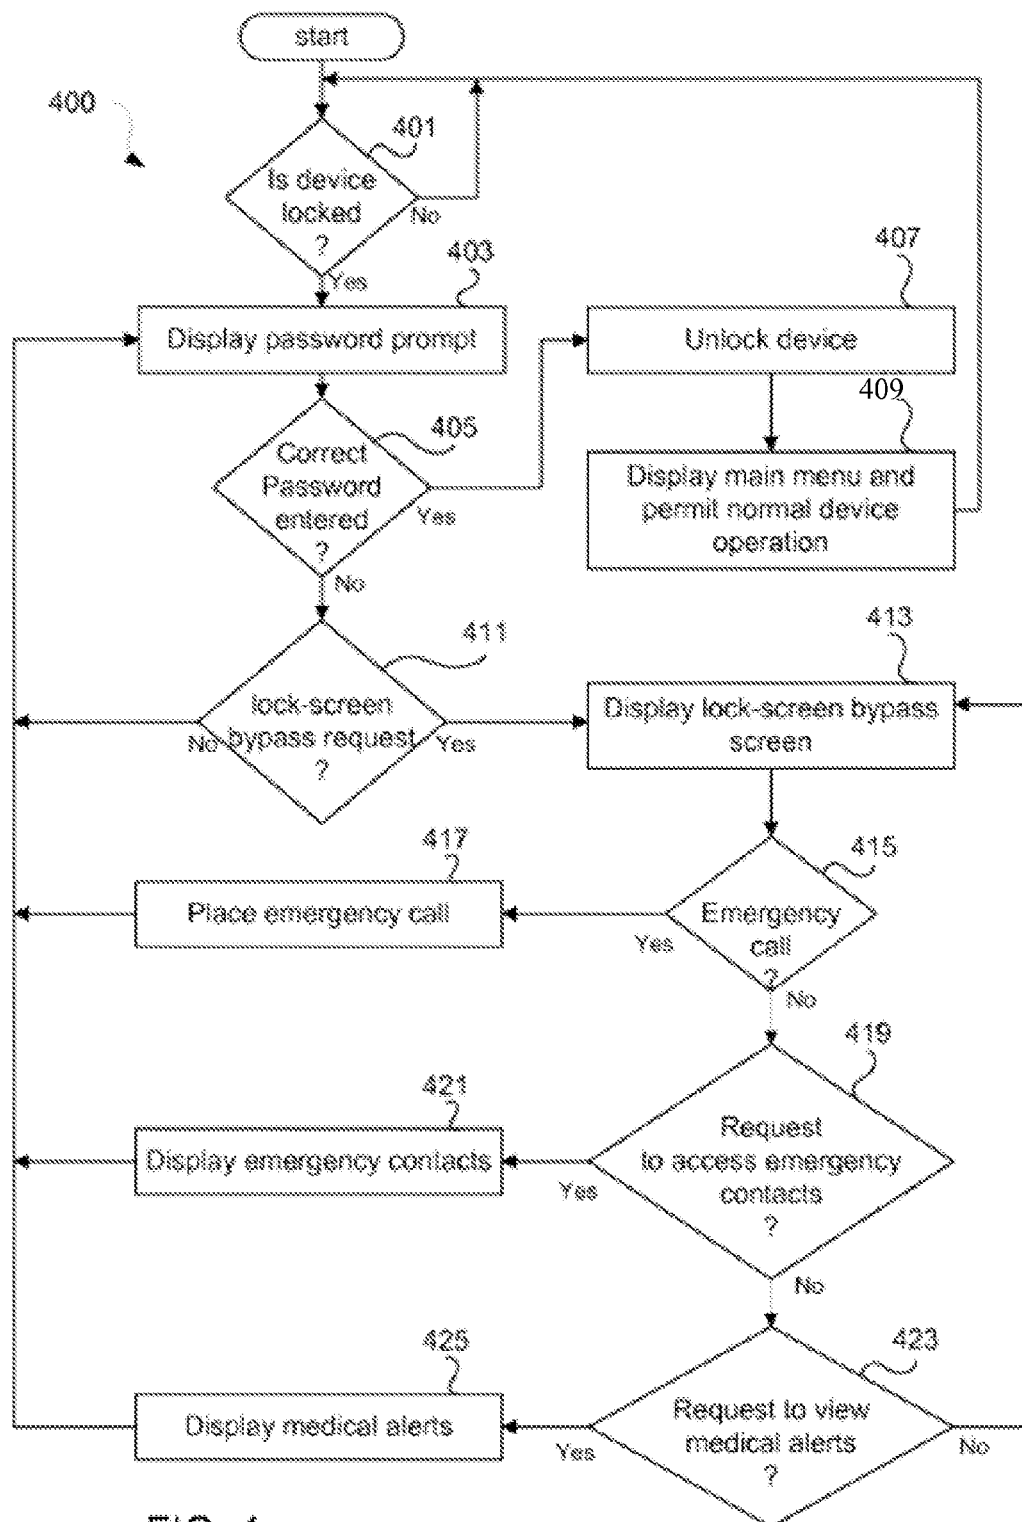 start
400
401
Is device
locked
?
No
Yes
403
Display password prompt
407
Unlock device
405
Correct
Password
entered
?
Yes
No
409
Display main menu and
permit normal device
operation
411
lock-screen
bypass request
?
No
Yes
413
Display lock-screen bypass
screen
415
Emergency
call
?
Yes
No
417
Place emergency call
419
Request
to access emergency
contacts
?
Yes
No
421
Display emergency contacts
423
Request to view
medical alerts
?
Yes
No
425
Display medical alerts